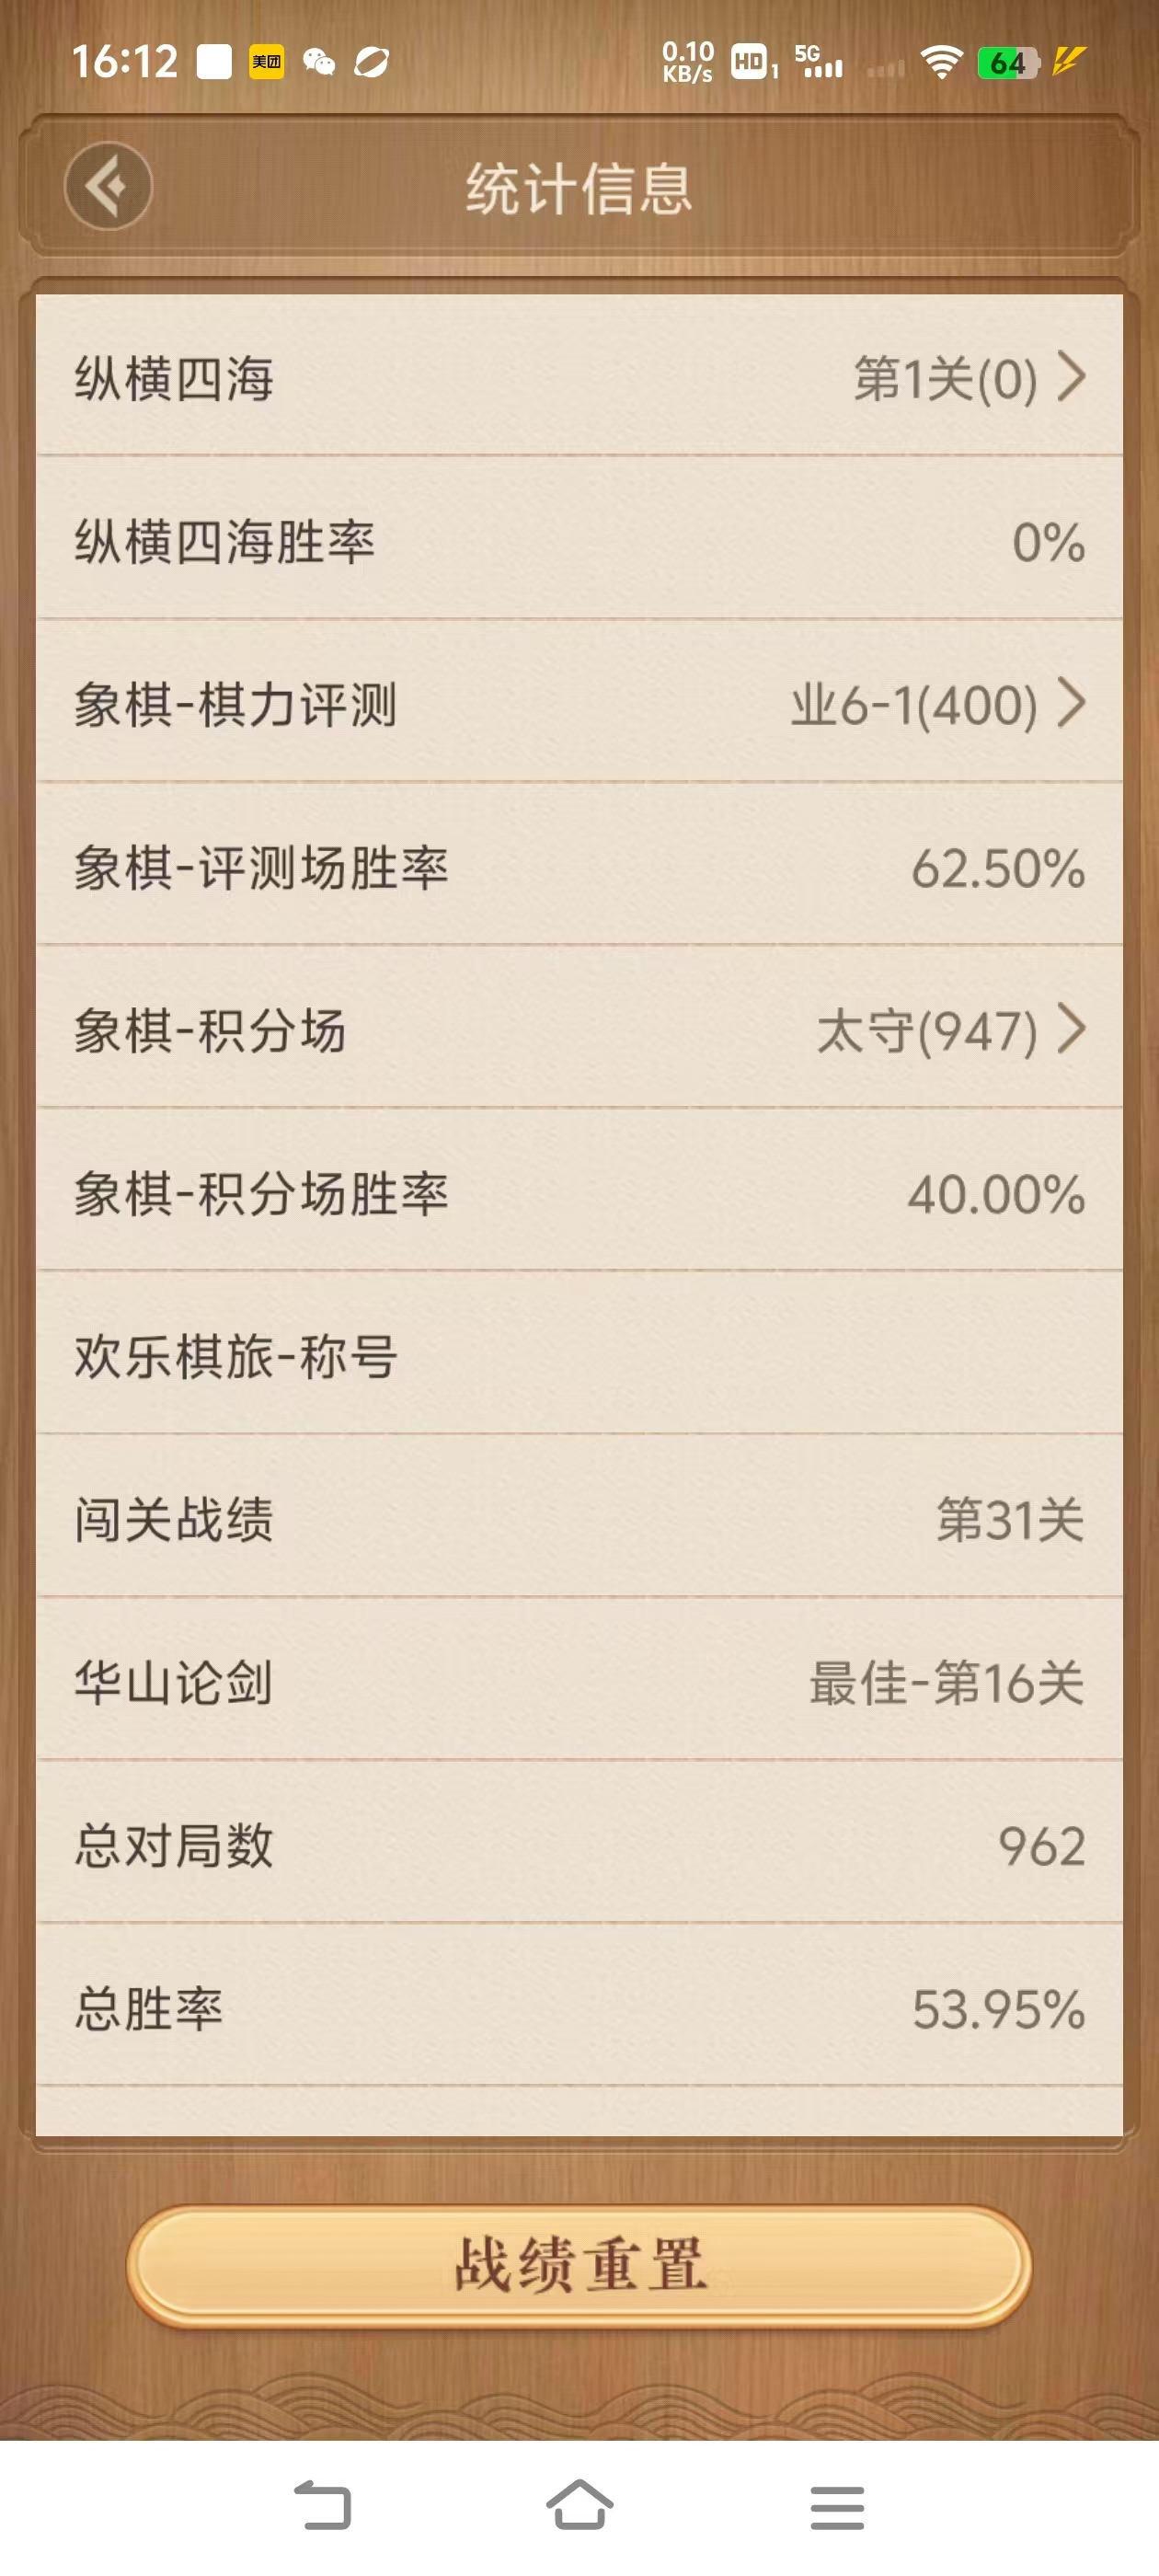 16:12 美团 0.10 KB/s HD 1 5G 64
统计信息
纵横四海 第1关(0)
纵横四海胜率 0%
象棋-棋力评测 业6-1(400)
象棋-评测场胜率 62.50%
象棋-积分场 太守(947)
象棋-积分场胜率 40.00%
欢乐棋旅-称号
闯关战绩 第31关
华山论剑 最佳-第16关
总对局数 962
总胜率 53.95%
战绩重置